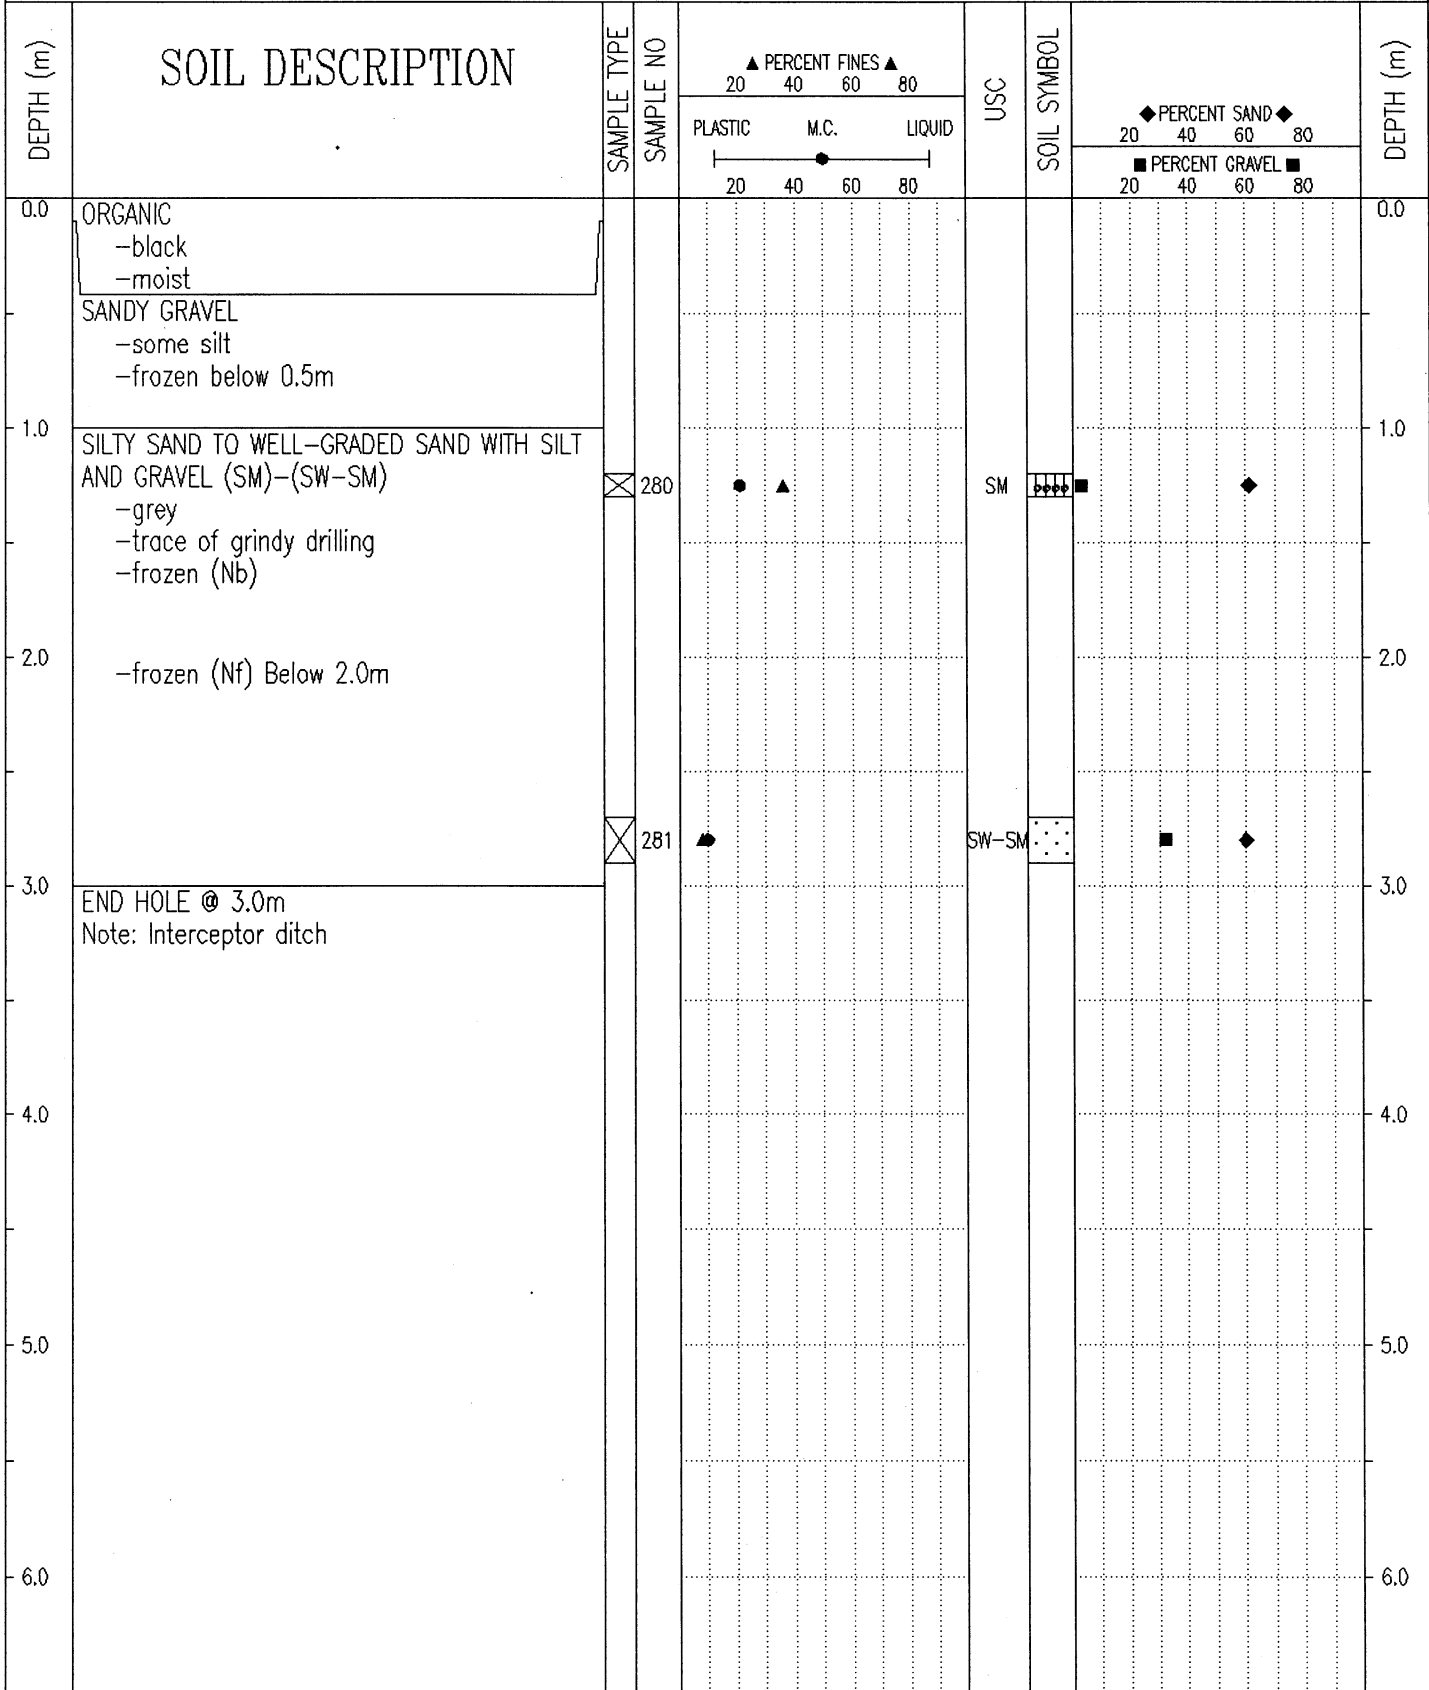 DEPTH (m)
SOIL DESCRIPTION
SAMPLE TYPE
SAMPLE NO
▲ PERCENT FINES ▲
20 40 60 80
PLASTIC M.C. LIQUID
20 40 60 80
USC
SOIL SYMBOL
◆ PERCENT SAND ◆
20 40 60 80
■ PERCENT GRAVEL ■
20 40 60 80
DEPTH (m)
0.0
ORGANIC
-black
-moist
SANDY GRAVEL
-some silt
-frozen below 0.5m
1.0
SILTY SAND TO WELL-GRADED SAND WITH SILT
AND GRAVEL (SM)-(SW-SM)
-grey
-trace of grindy drilling
-frozen (Nb)
280
SM
2.0
-frozen (Nf) Below 2.0m
281
SW-SM
3.0
END HOLE @ 3.0m
Note: Interceptor ditch
4.0
5.0
6.0
0.0
1.0
2.0
3.0
4.0
5.0
6.0